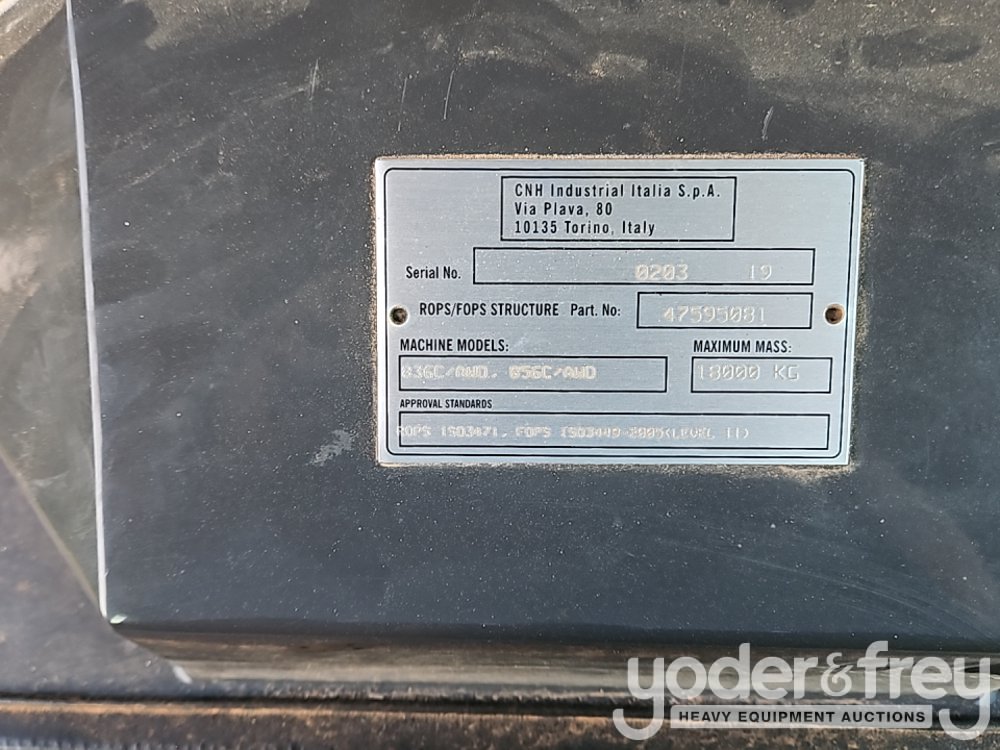 CNH Industrial Italia S.p.A.
Via Plava, 80
10135 Torino, Italy
Serial No. 0203 19
ROPS/FOPS STRUCTURE Part. No: 47595081
MACHINE MODELS: MAXIMUM MASS:
836C/AWD. 856C/AWD 18000 KG
APPROVAL STANDARDS
ROPS ISO3471, FOPS ISO3449-2005(LEVEL II)
yoder&frey
HEAVY EQUIPMENT AUCTIONS